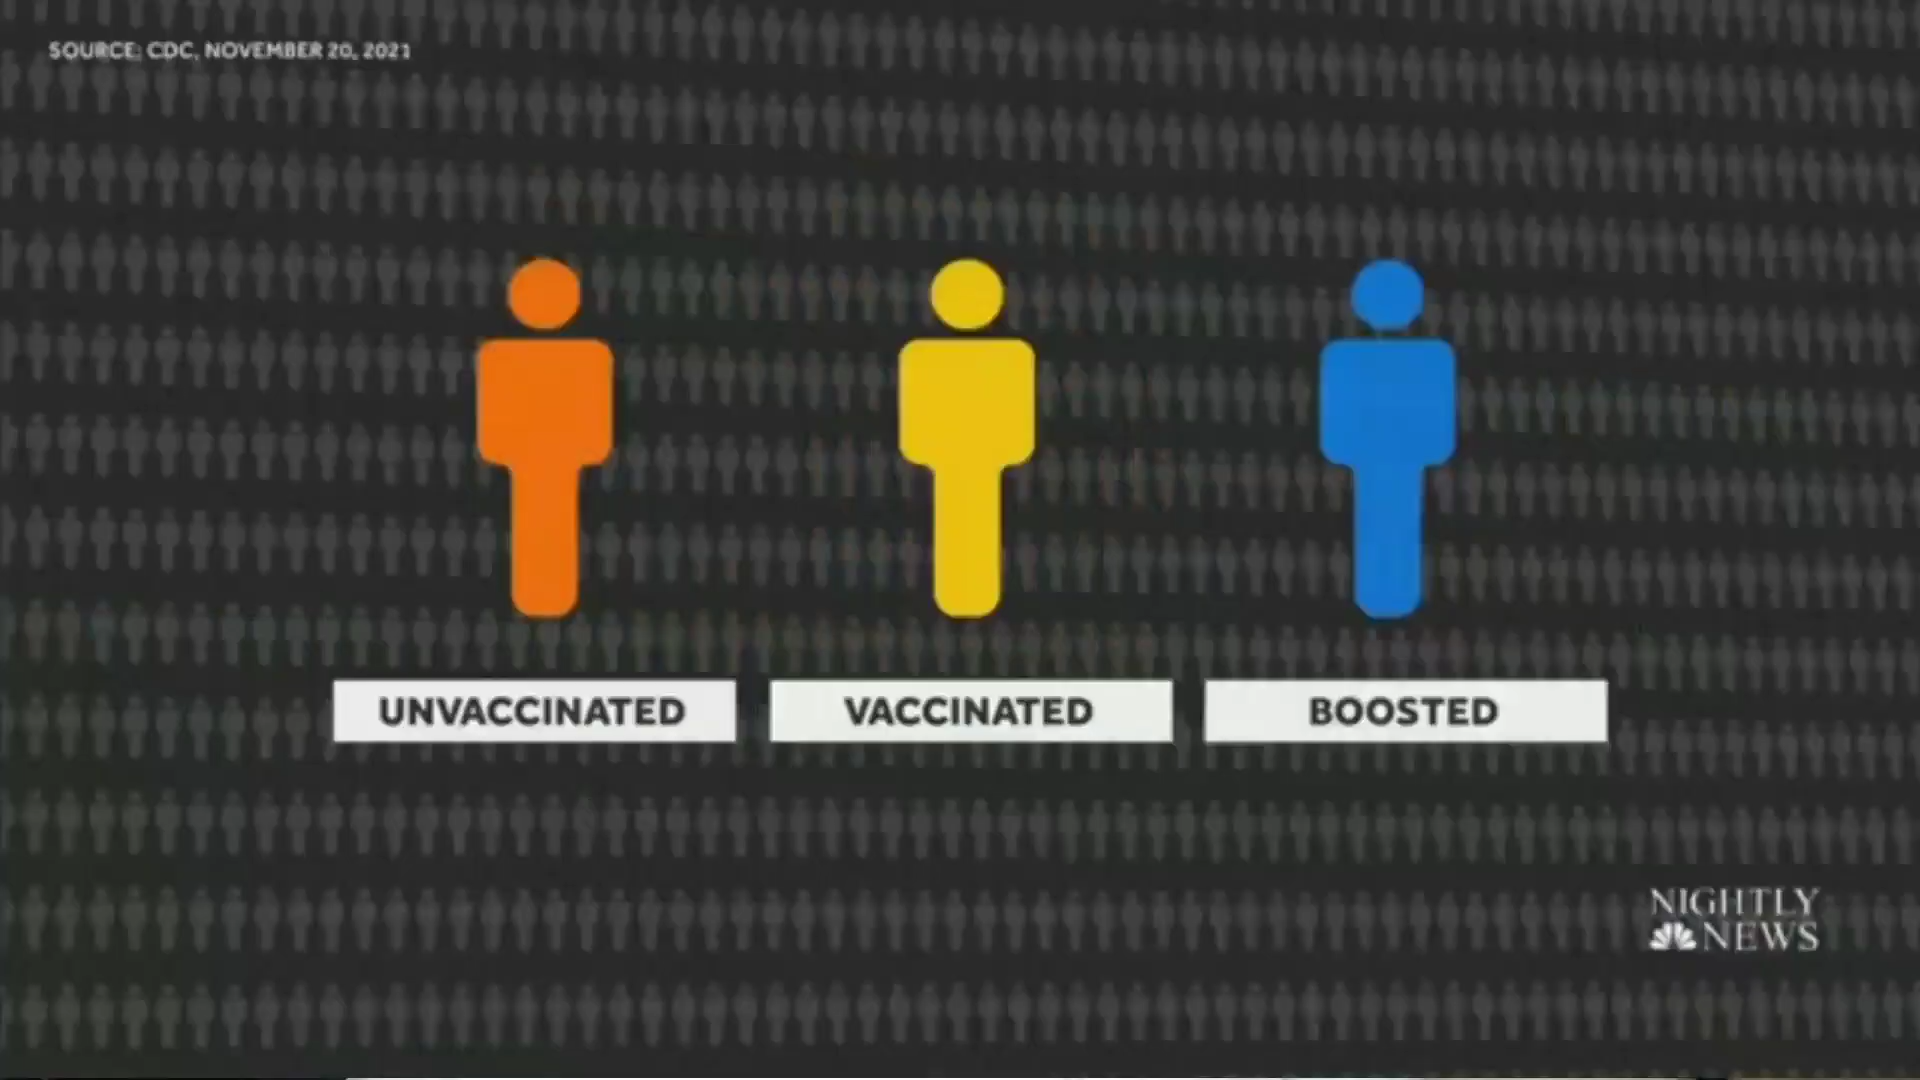 SOURCE: CDC, NOVEMBER 20, 2021
UNVACCINATED
VACCINATED
BOOSTED
NIGHTLY
NEWS